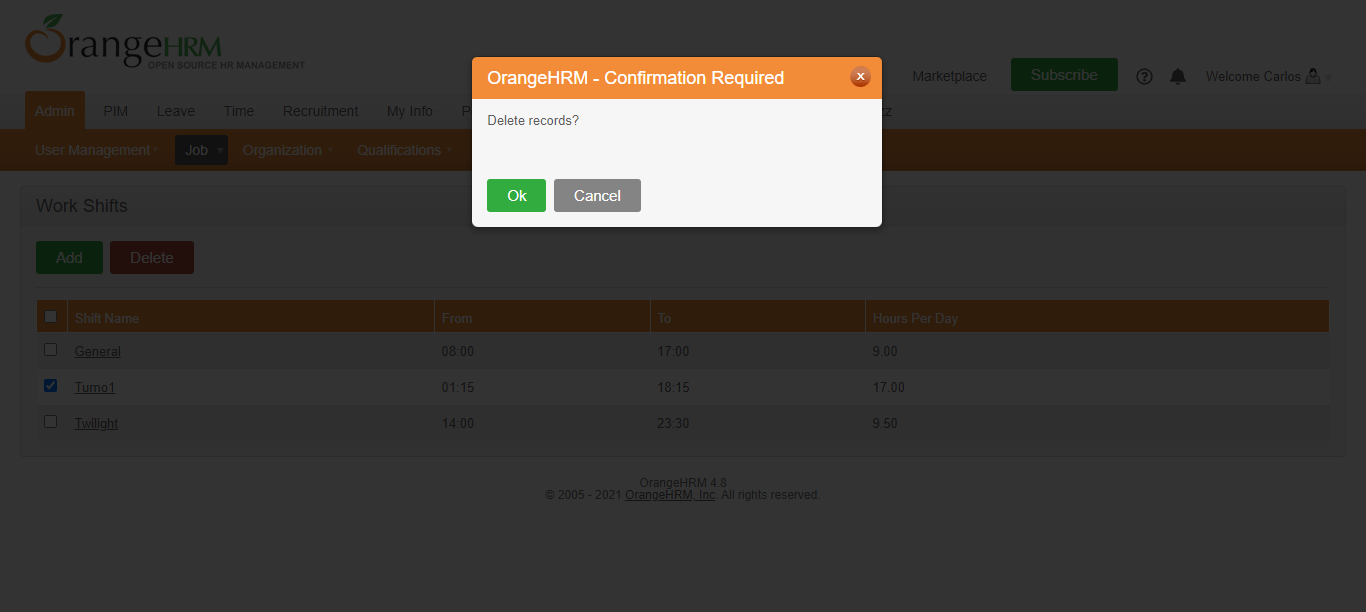 OrangeHRM
OPEN SOURCE HR MANAGEMENT
OrangeHRM - Confirmation Required
x
Delete records?
Ok Cancel
Marketplace Subscribe ? Welcome Carlos
Admin PIM Leave Time Recruitment My Info P zz
User Management Job Organization Qualifications
Work Shifts
Add Delete
Shift Name From To Hours Per Day
General 08:00 17:00 9.00
Turno1 01:15 18:15 17.00
Twilight 14:00 23:30 9.50
OrangeHRM 4.8
© 2005 - 2021 OrangeHRM, Inc. All rights reserved.